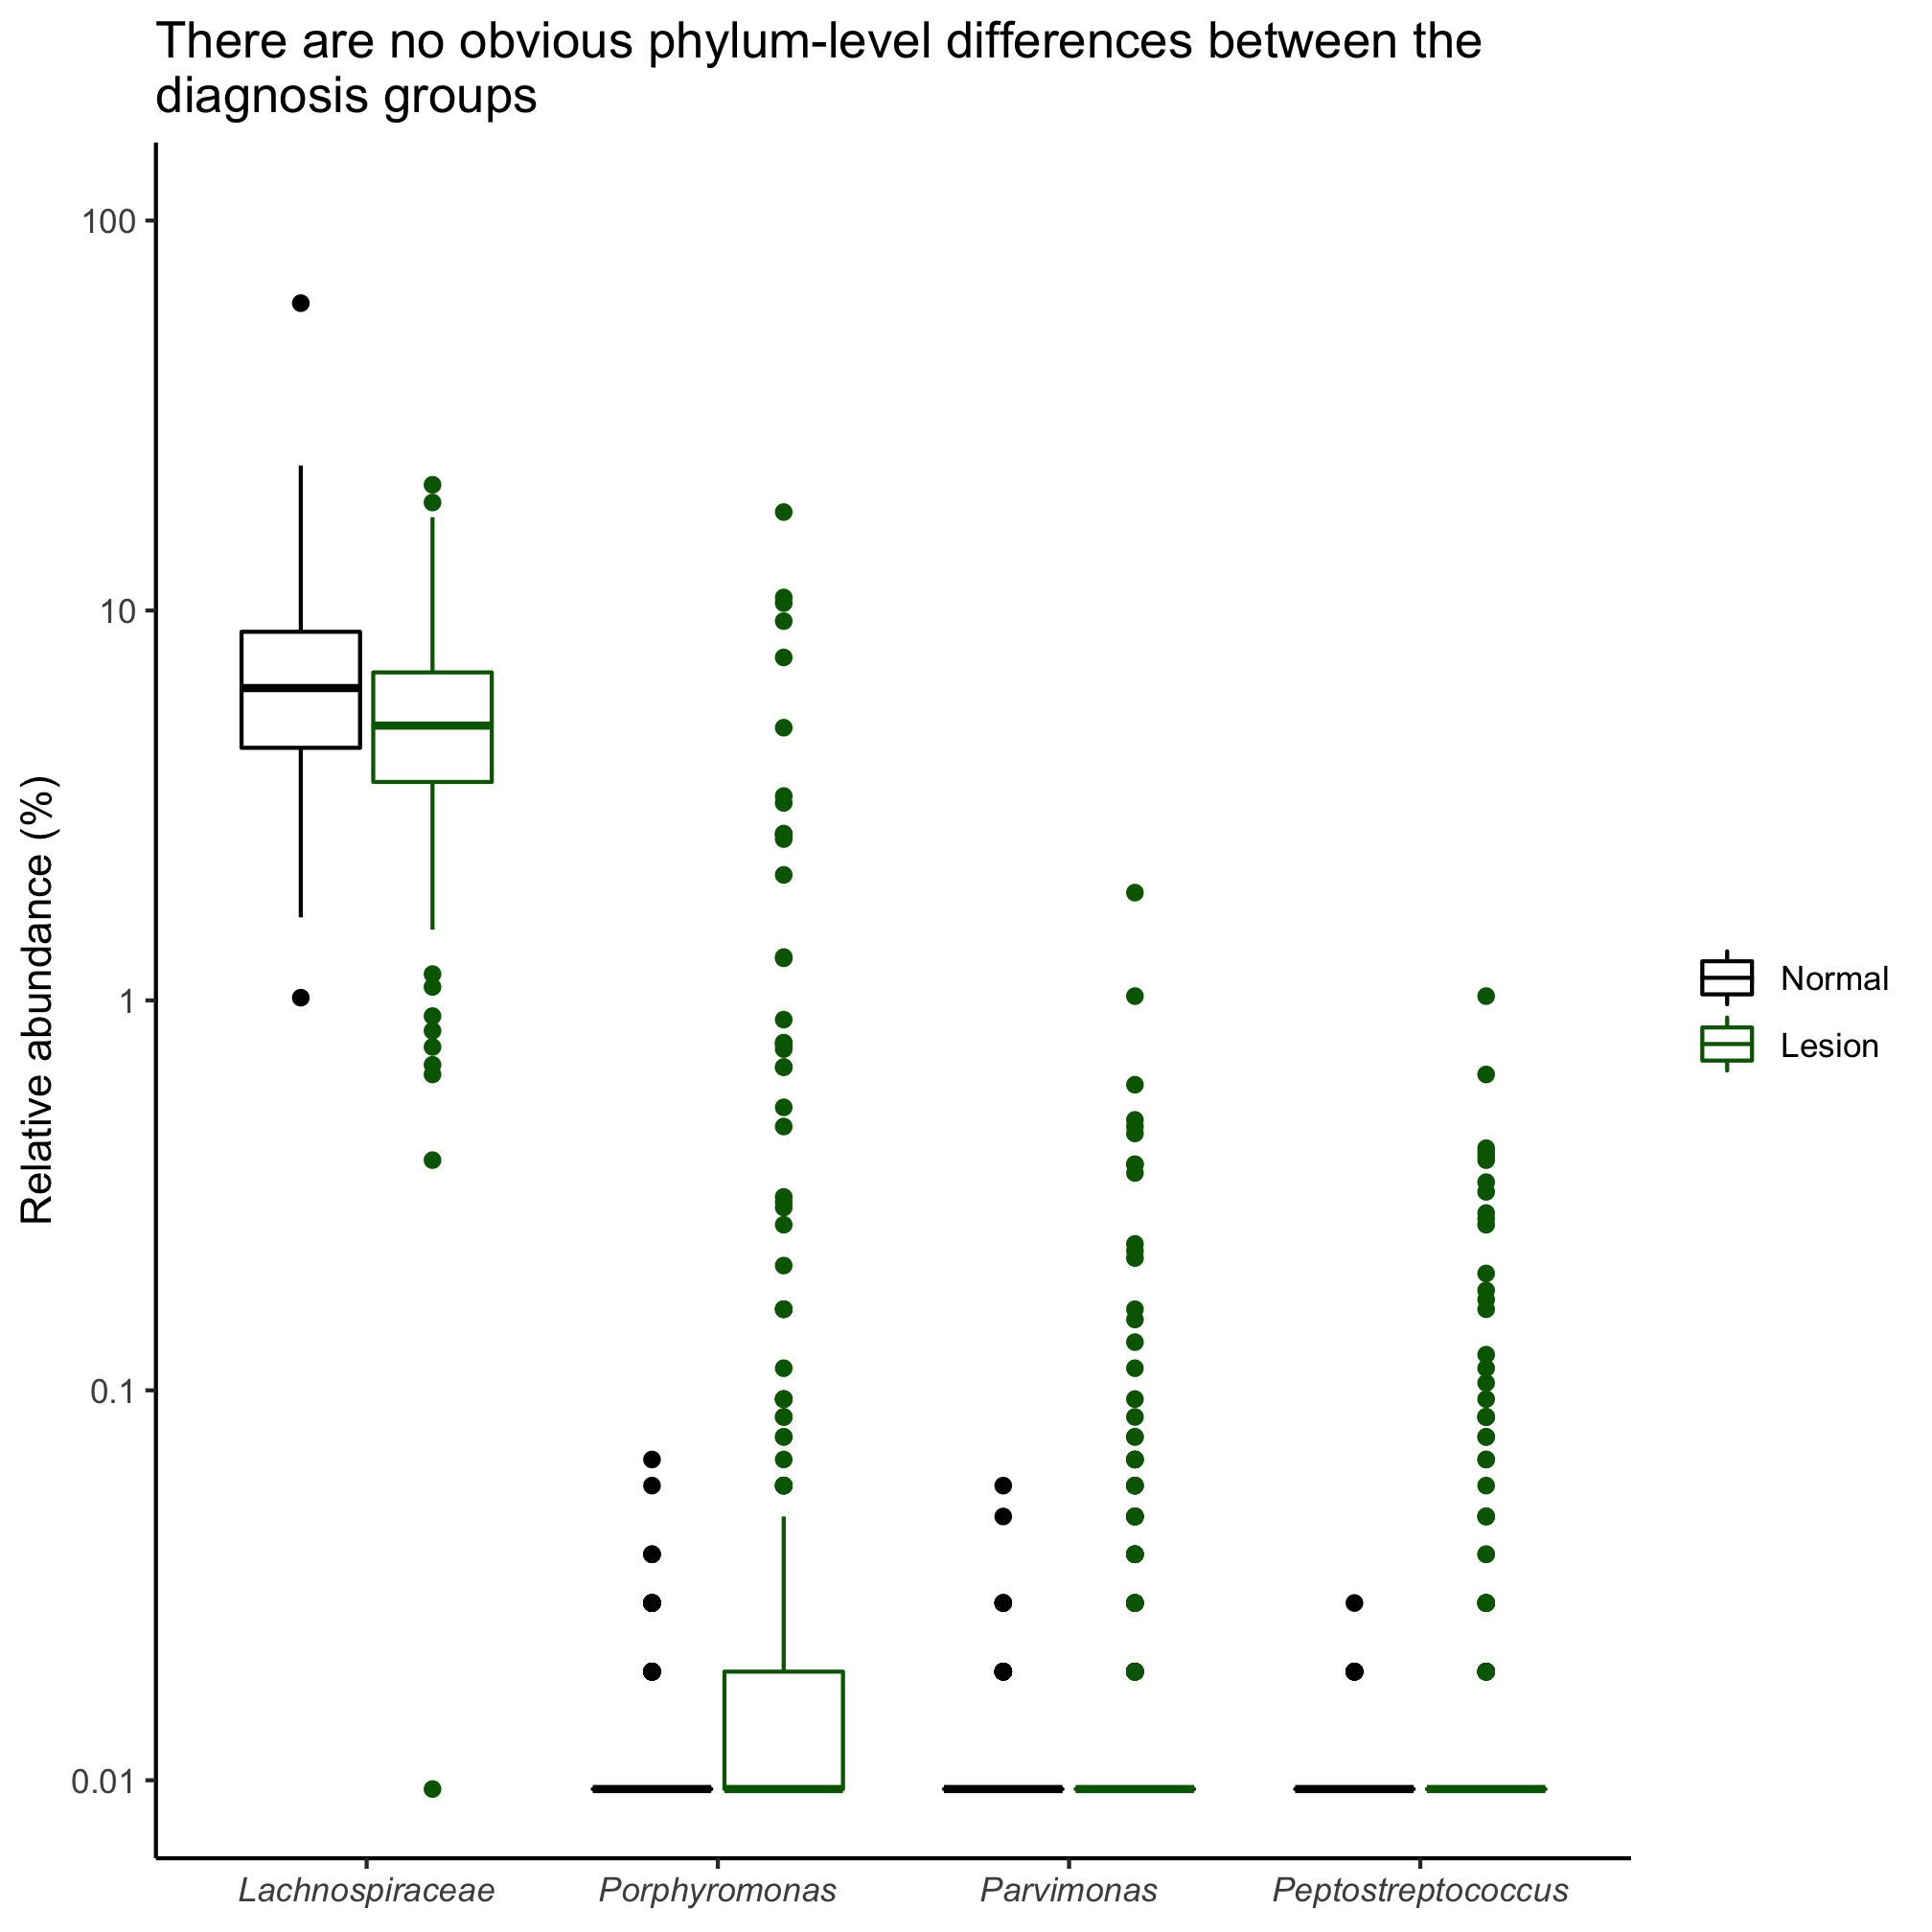 There are no obvious phylum-level differences between the
diagnosis groups
Relative abundance (%)
100
10
1
0.1
0.01
Lachnospiraceae
Porphyromonas
Parvimonas
Peptostreptococcus
Normal
Lesion